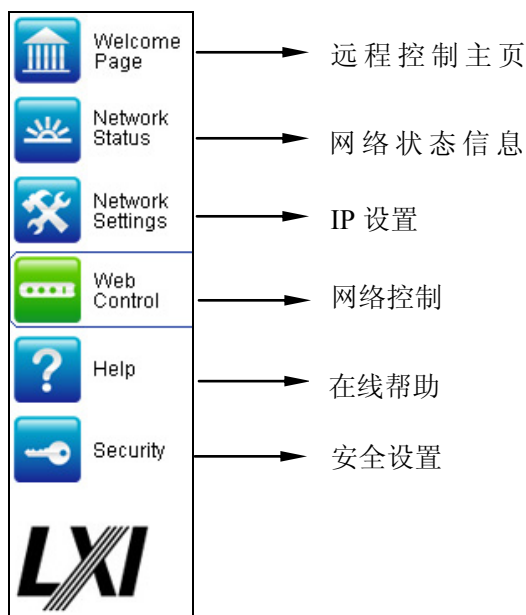 Welcome Page
远程控制主页
Network Status
网络状态信息
Network Settings
IP 设置
Web Control
网络控制
Help
在线帮助
Security
安全设置
LXI